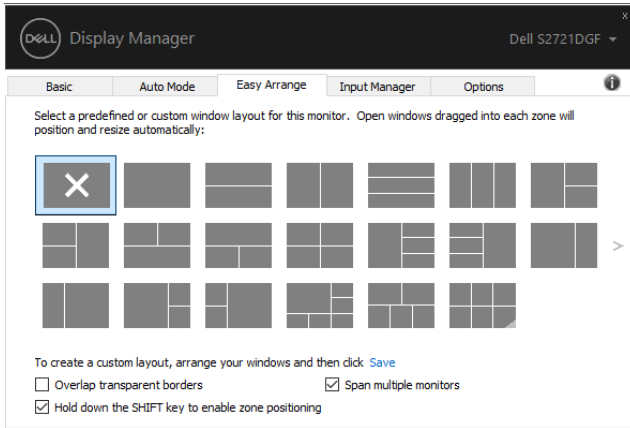 x
DELL Display Manager
Dell S2721DGF
Basic Auto Mode Easy Arrange Input Manager Options
Select a predefined or custom window layout for this monitor. Open windows dragged into each zone will
position and resize automatically:
To create a custom layout, arrange your windows and then click Save
Overlap transparent borders
Span multiple monitors
Hold down the SHIFT key to enable zone positioning